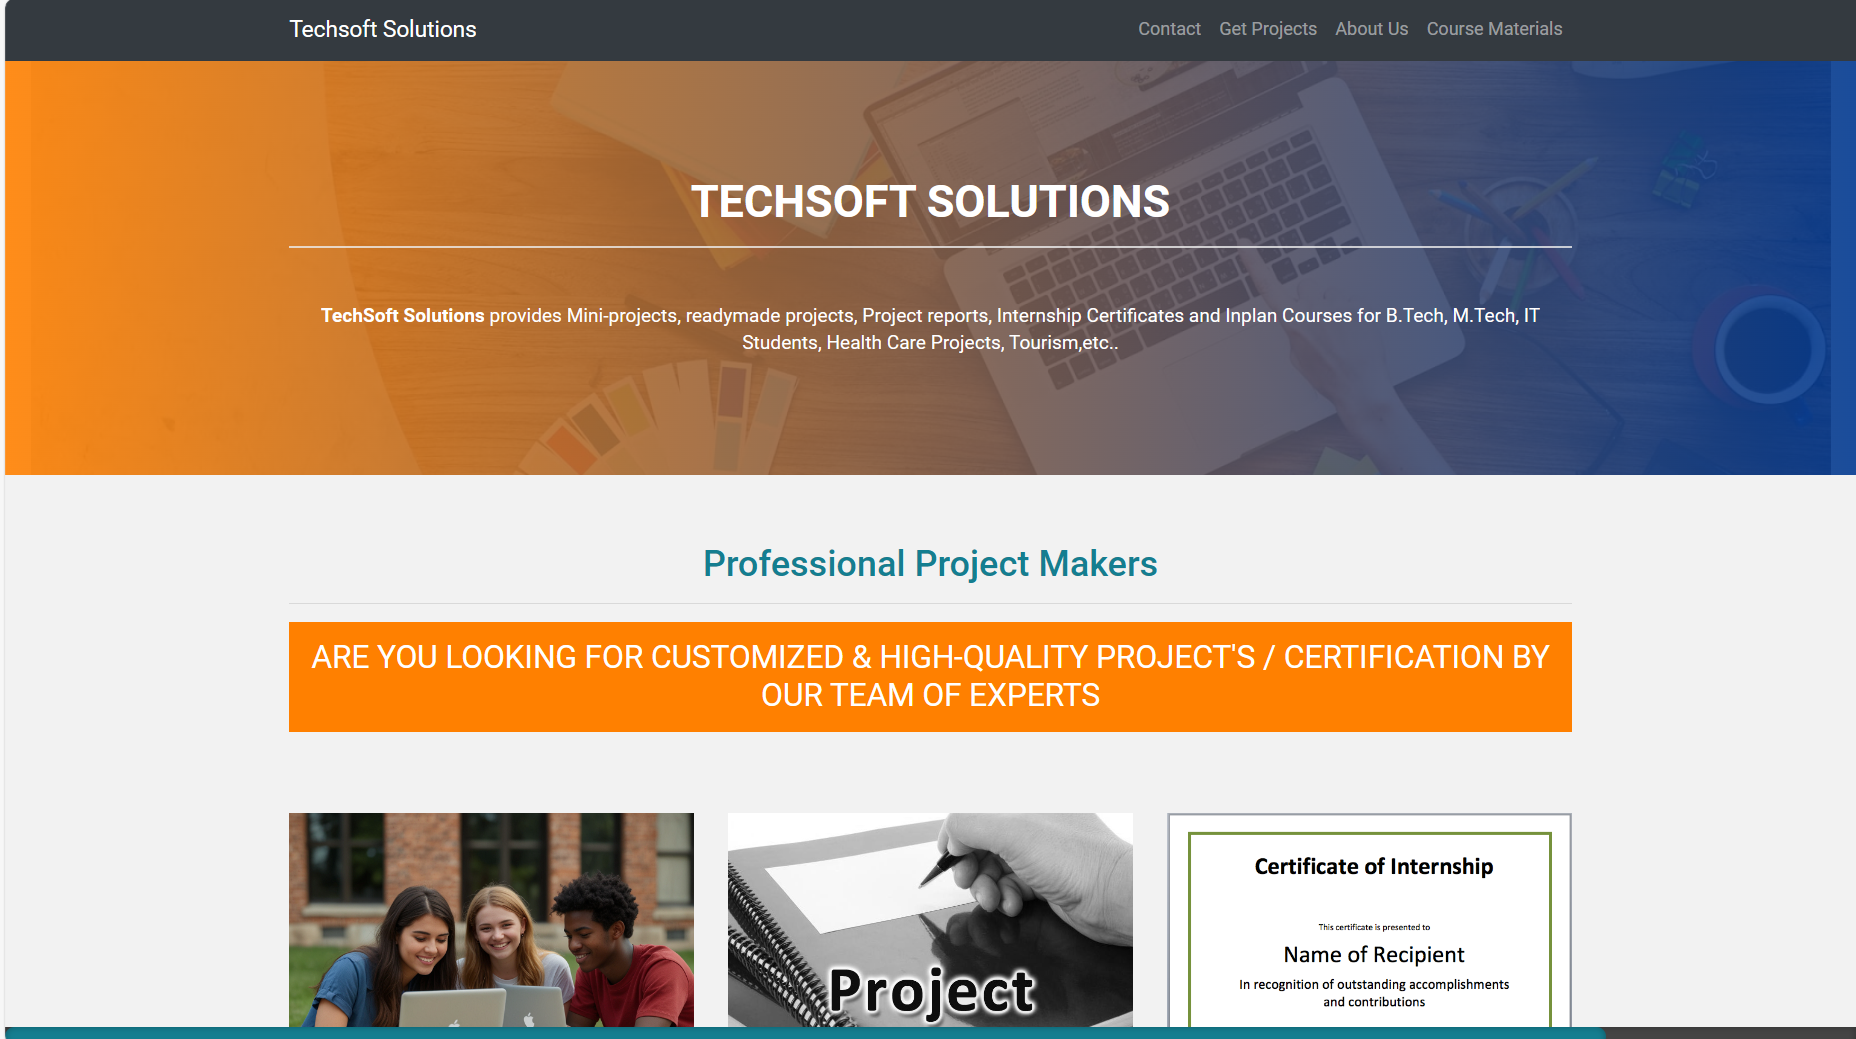 Techsoft Solutions
Contact Get Projects About Us Course Materials
TECHSOFT SOLUTIONS
TechSoft Solutions provides Mini-projects, readymade projects, Project reports, Internship Certificates and Inplan Courses for B.Tech, M.Tech, IT
Students, Health Care Projects, Tourism,etc..
Professional Project Makers
ARE YOU LOOKING FOR CUSTOMIZED & HIGH-QUALITY PROJECT'S / CERTIFICATION BY
OUR TEAM OF EXPERTS
Project
Certificate of Internship
This certificate is presented to
Name of Recipient
In recognition of outstanding accomplishments
and contributions